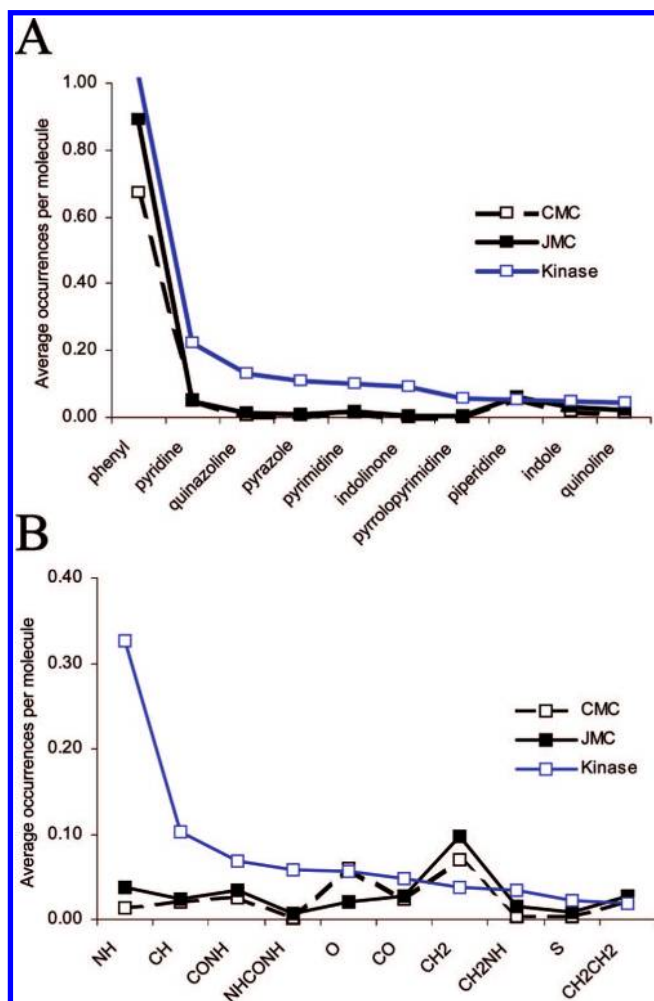 A
1.00
0.80
0.60
0.40
0.20
0.00
Average occurrences per molecule
CMC
JMC
Kinase
phenyl
pyridine
quinazoline
pyrazole
pyrimidine
indolinone
pyrrolopyrimidine
piperidine
indole
quinoline
B
0.40
0.30
0.20
0.10
0.00
Average occurrences per molecule
CMC
JMC
Kinase
NH
CH
CONH
NHCONH
O
CO
CH2
CH2NH
S
CH2CH2